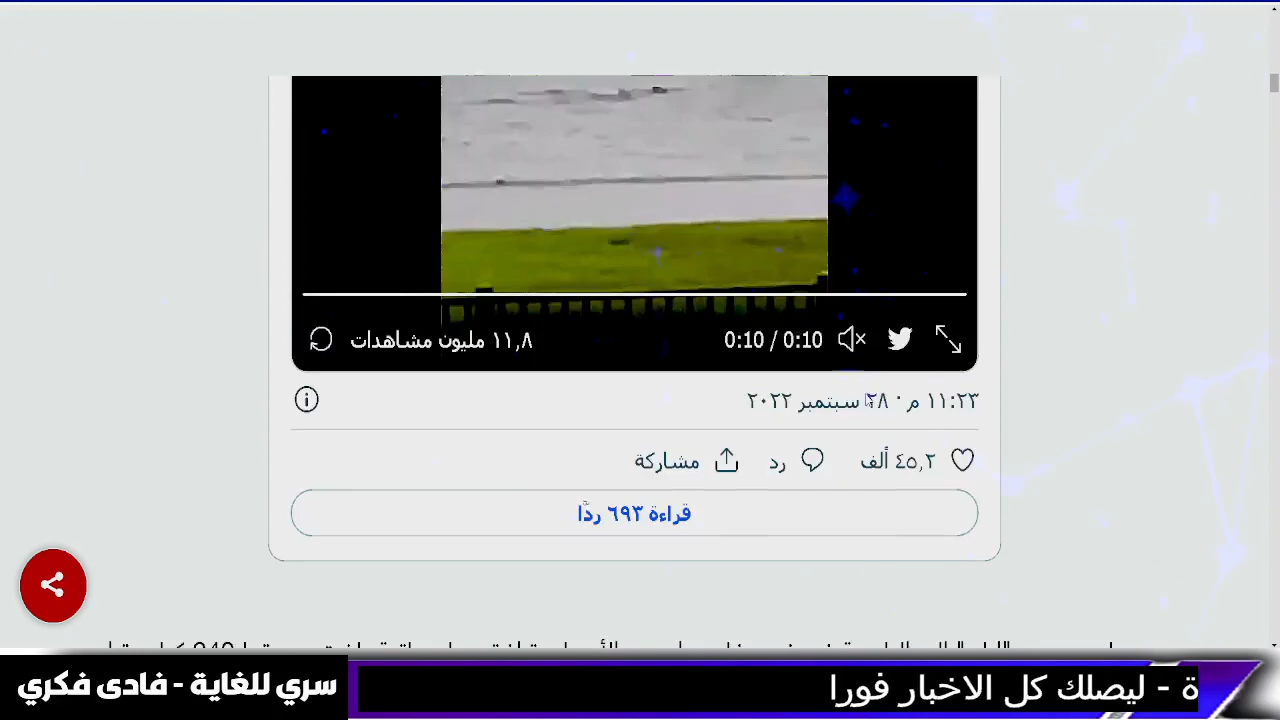 ١١,٨ مليون مشاهدات
0:10 / 0:10
١١:٢٣ م · ٢٨ سبتمبر ٢٠٢٢
٤٥,٢ ألف
رد
مشاركة
قراءة ٦٩٣ ردًا
ة - ليصلك كل الاخبار فورا
سري للغاية - فادى فكري